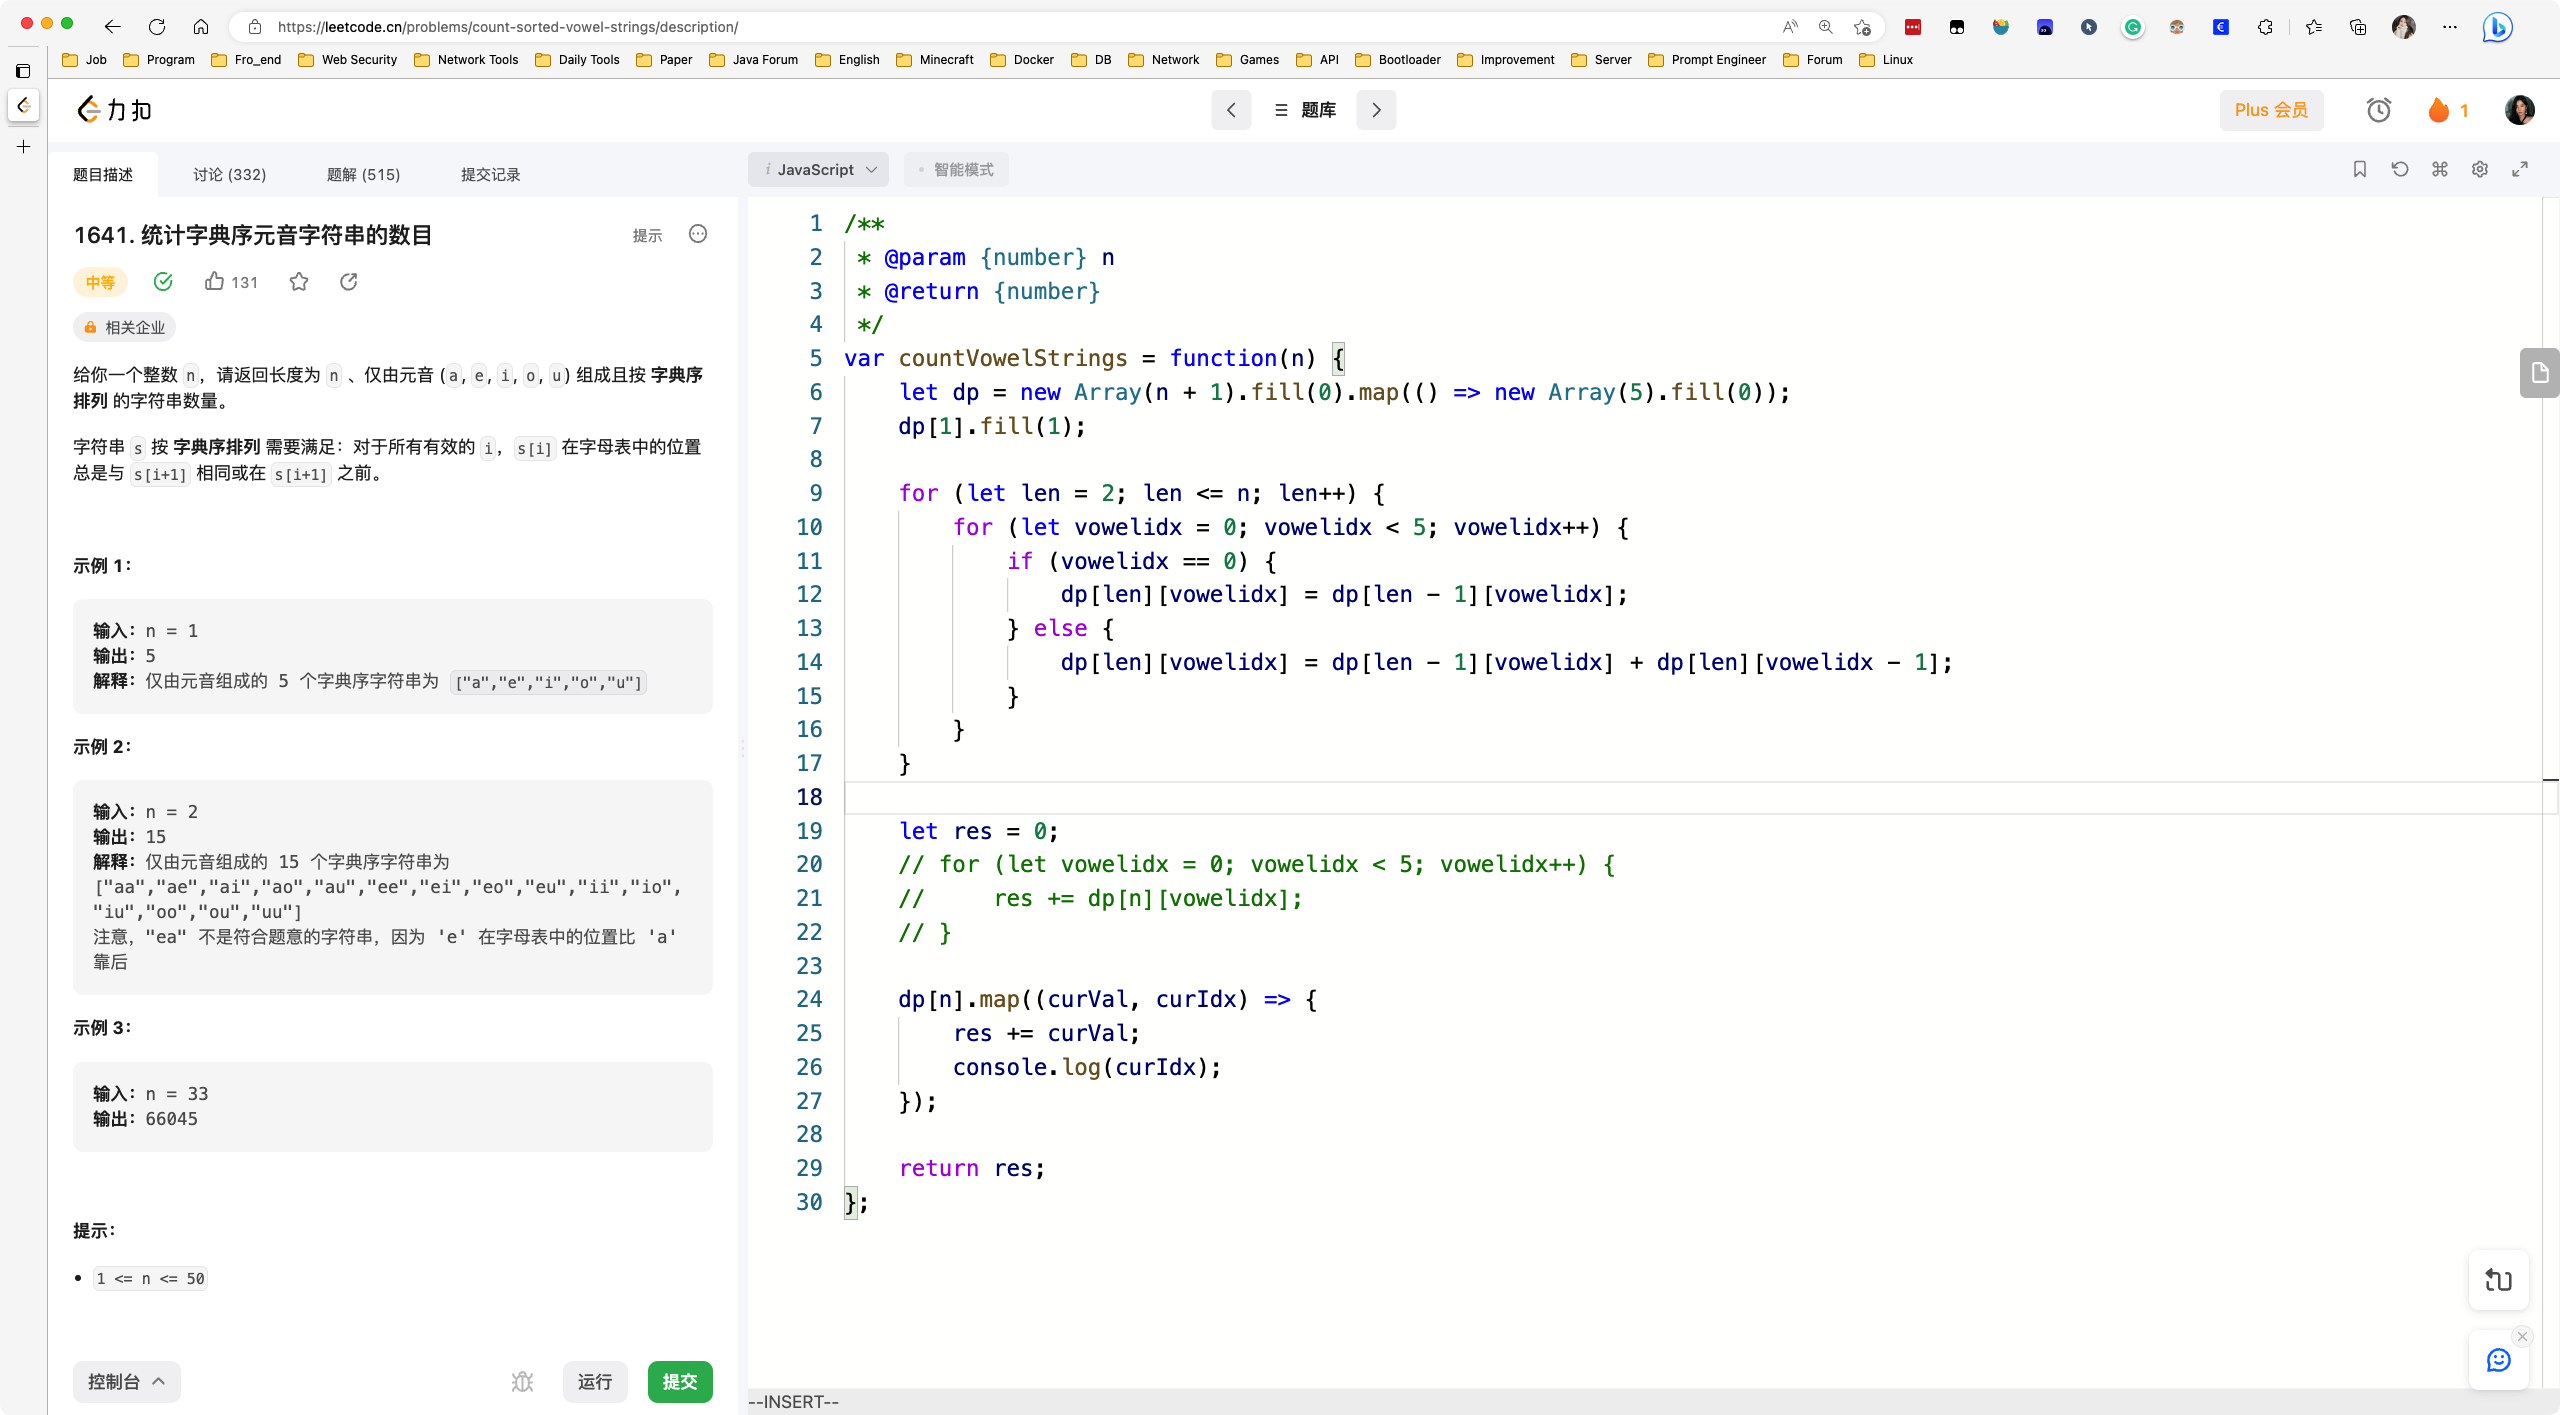 https://leetcode.cn/problems/count-sorted-vowel-strings/description/
Job Program Fro_end Web Security Network Tools Daily Tools Paper Java Forum English Minecraft Docker DB Network Games API Bootloader Improvement Server Prompt Engineer Forum Linux
力扣
题库
Plus 会员
1
题目描述 讨论 (332) 题解 (515) 提交记录
1641. 统计字典序元音字符串的数目
提示
中等 131
相关企业
给你一个整数 n，请返回长度为 n 、仅由元音 (a, e, i, o, u) 组成且按 字典序
排列 的字符串数量。
字符串 s 按 字典序排列 需要满足：对于所有有效的 i，s[i] 在字母表中的位置
总是与 s[i+1] 相同或在 s[i+1] 之前。
示例 1：
输入：n = 1
输出：5
解释：仅由元音组成的 5 个字典序字符串为 ["a","e","i","o","u"]
示例 2：
输入：n = 2
输出：15
解释：仅由元音组成的 15 个字典序字符串为
["aa","ae","ai","ao","au","ee","ei","eo","eu","ii","io",
"iu","oo","ou","uu"]
注意，"ea" 不是符合题意的字符串，因为 'e' 在字母表中的位置比 'a'
靠后
示例 3：
输入：n = 33
输出：66045
提示：
1 <= n <= 50
控制台
运行
提交
i JavaScript
智能模式
1 /**
2  * @param {number} n
3  * @return {number}
4  */
5 var countVowelStrings = function(n) {
6     let dp = new Array(n + 1).fill(0).map(() => new Array(5).fill(0));
7     dp[1].fill(1);
8
9     for (let len = 2; len <= n; len++) {
10         for (let vowelidx = 0; vowelidx < 5; vowelidx++) {
11             if (vowelidx == 0) {
12                 dp[len][vowelidx] = dp[len - 1][vowelidx];
13             } else {
14                 dp[len][vowelidx] = dp[len - 1][vowelidx] + dp[len][vowelidx - 1];
15             }
16         }
17     }
18
19     let res = 0;
20     // for (let vowelidx = 0; vowelidx < 5; vowelidx++) {
21     //     res += dp[n][vowelidx];
22     // }
23
24     dp[n].map((curVal, curIdx) => {
25         res += curVal;
26         console.log(curIdx);
27     });
28
29     return res;
30 };
--INSERT--